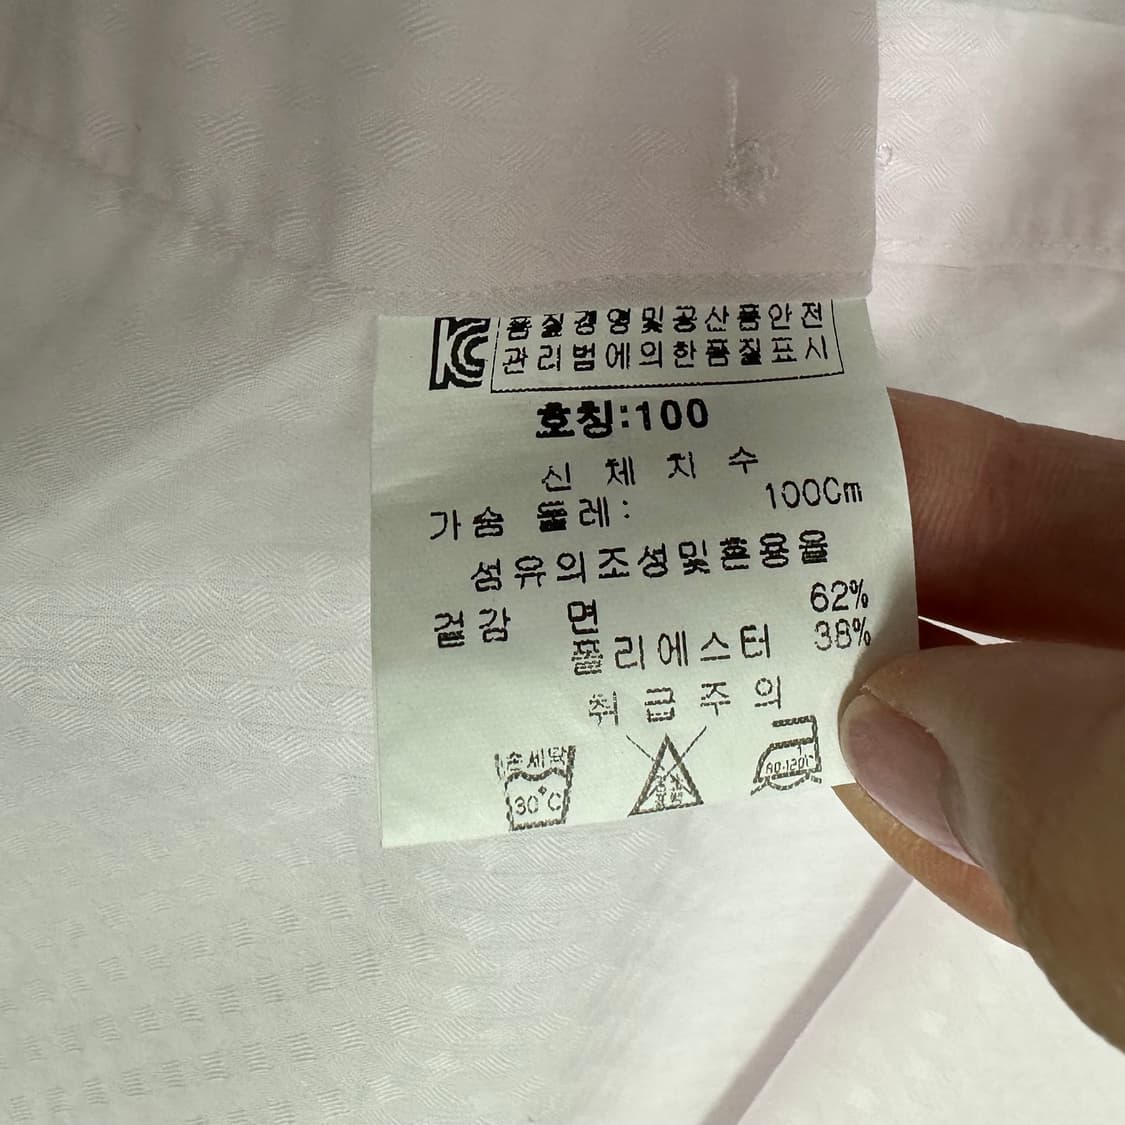 KC
품질경영및공산품안전
관리법에의한품질표시
호칭:100
신 체 치 수
가슴 둘레: 100Cm
섬유의조성및혼용율
겉감 면 62%
폴리에스터 38%
취급주의
손세탁
30°C
80-120℃